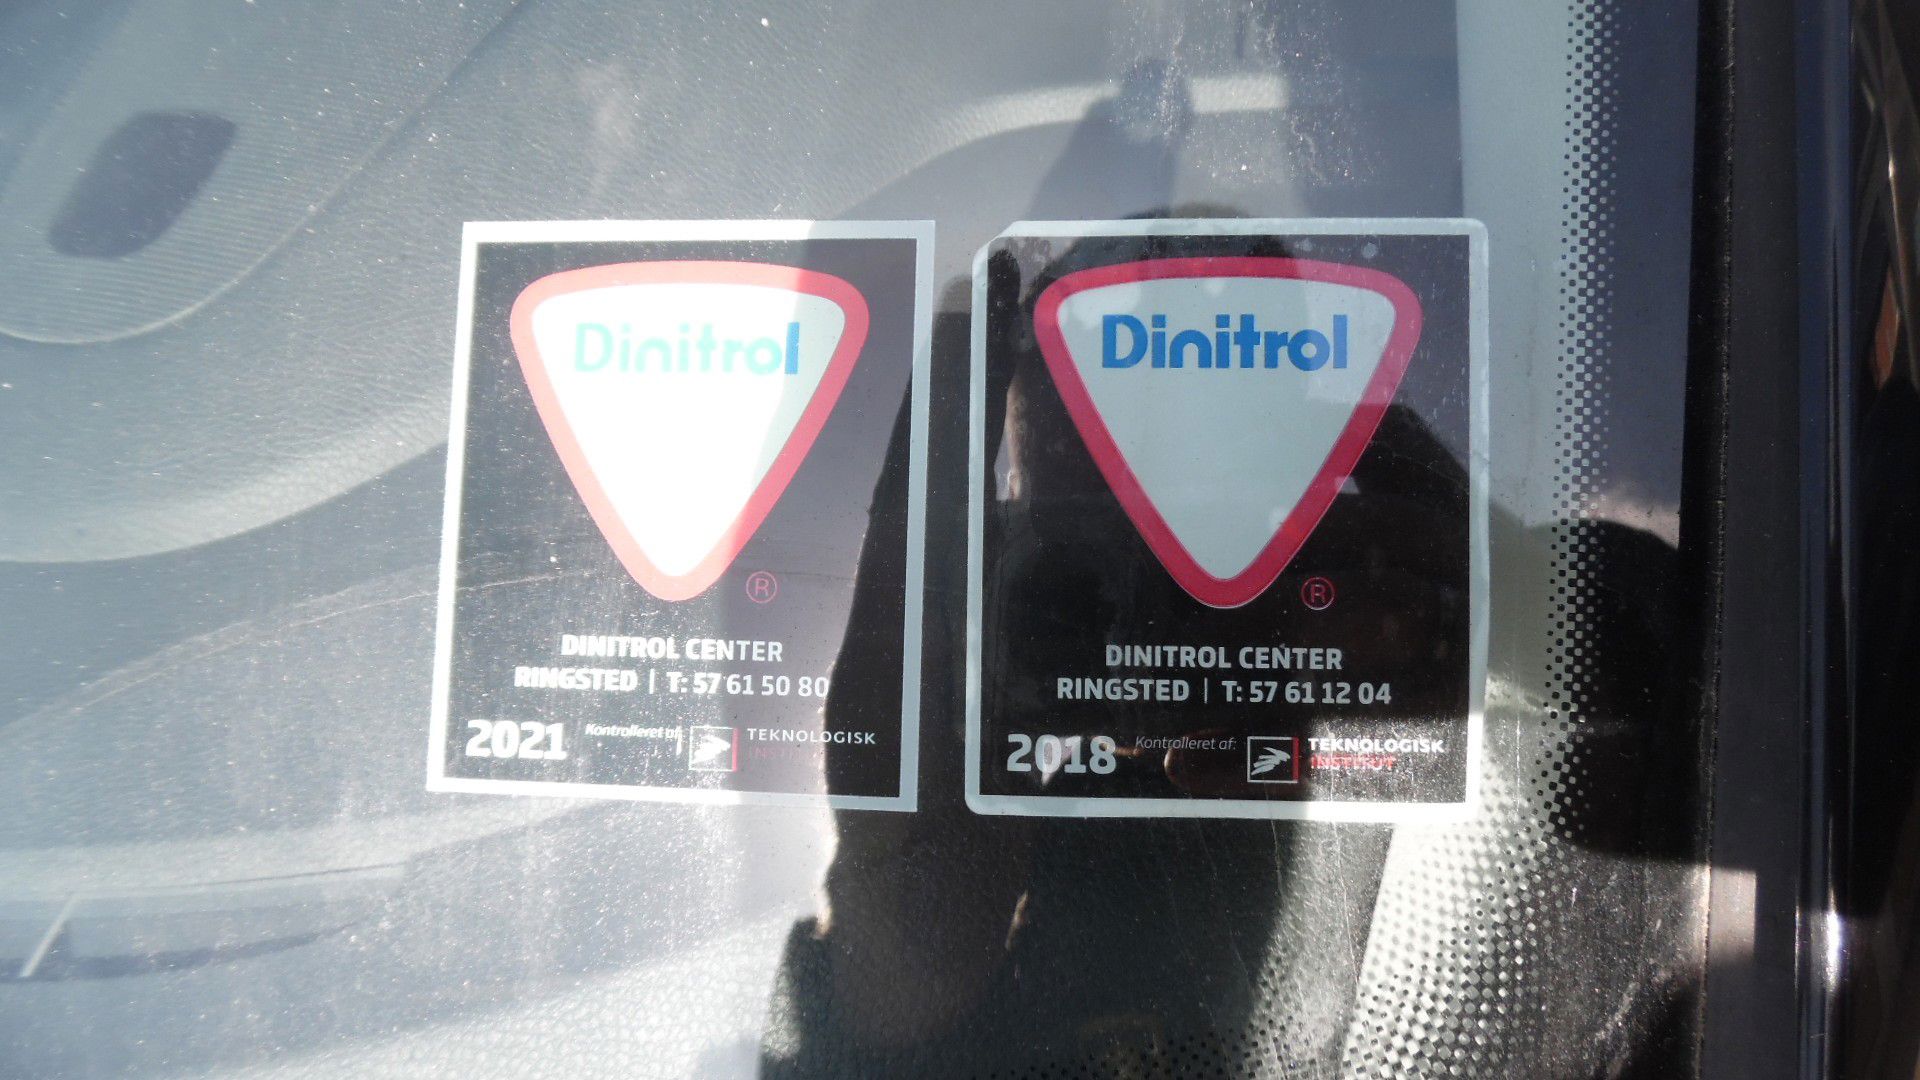 Dinitrol
®
DINITROL CENTER
RINGSTED | T: 57 61 50 80
2021 Kontrolleret af: TEKNOLOGISK
INSTITUT
Dinitrol
®
DINITROL CENTER
RINGSTED | T: 57 61 12 04
2018 Kontrolleret af: TEKNOLOGISK
INSTITUT